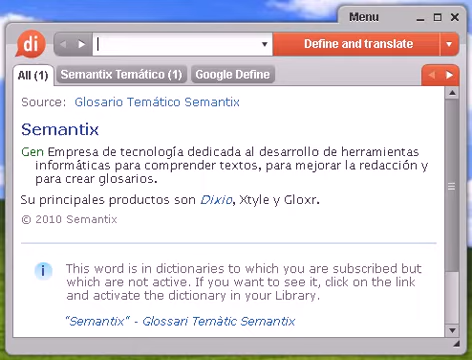 Menu
di
Define and translate
All (1) Semantix Temático (1) Google Define
Source: Glosario Temático Semantix
Semantix
Gen Empresa de tecnología dedicada al desarrollo de herramientas
informáticas para comprender textos, para mejorar la redacción y
para crear glosarios.
Su principales productos son Dixio, Xtyle y Gloxr.
© 2010 Semantix
i
This word is in dictionaries to which you are subscribed but
which are not active. If you want to see it, click on the link
and activate the dictionary in your Library.
"Semantix" - Glossari Temàtic Semantix